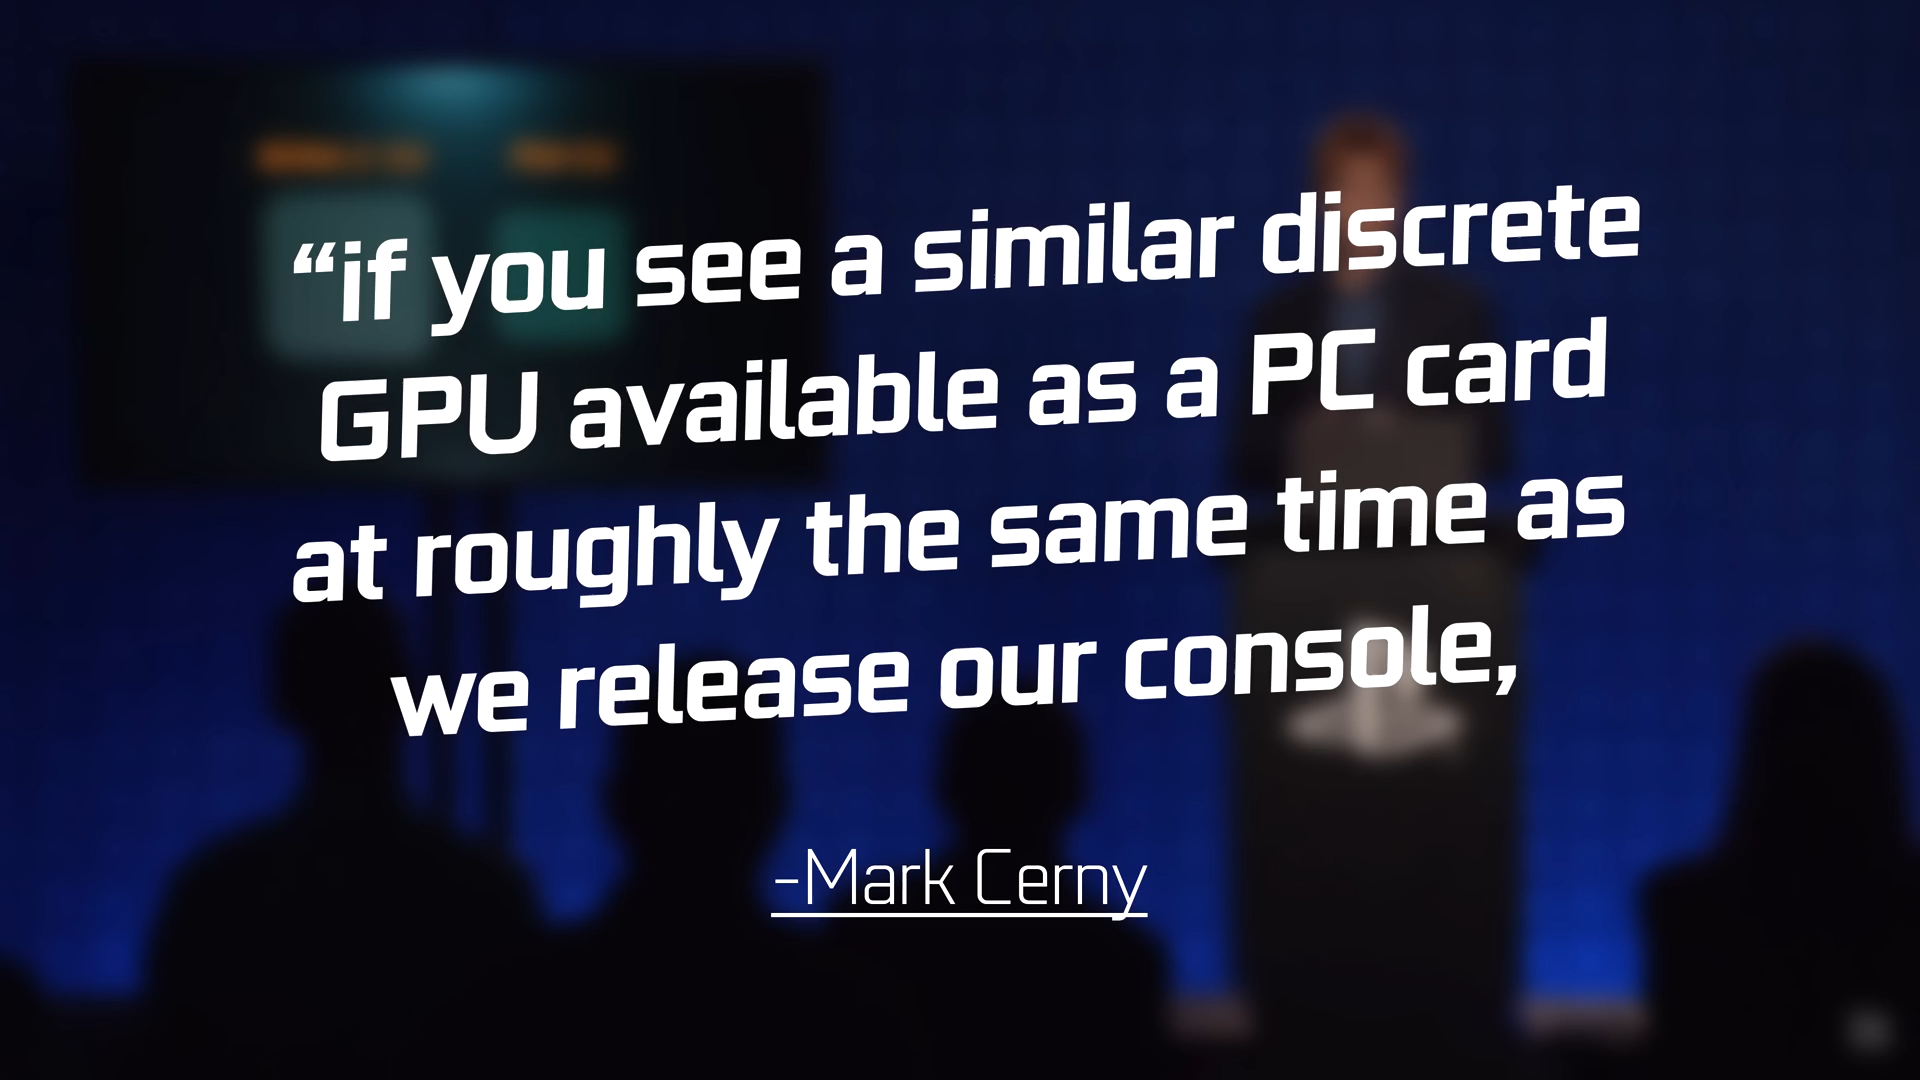 “if you see a similar discrete
GPU available as a PC card
at roughly the same time as
we release our console,
-Mark Cerny